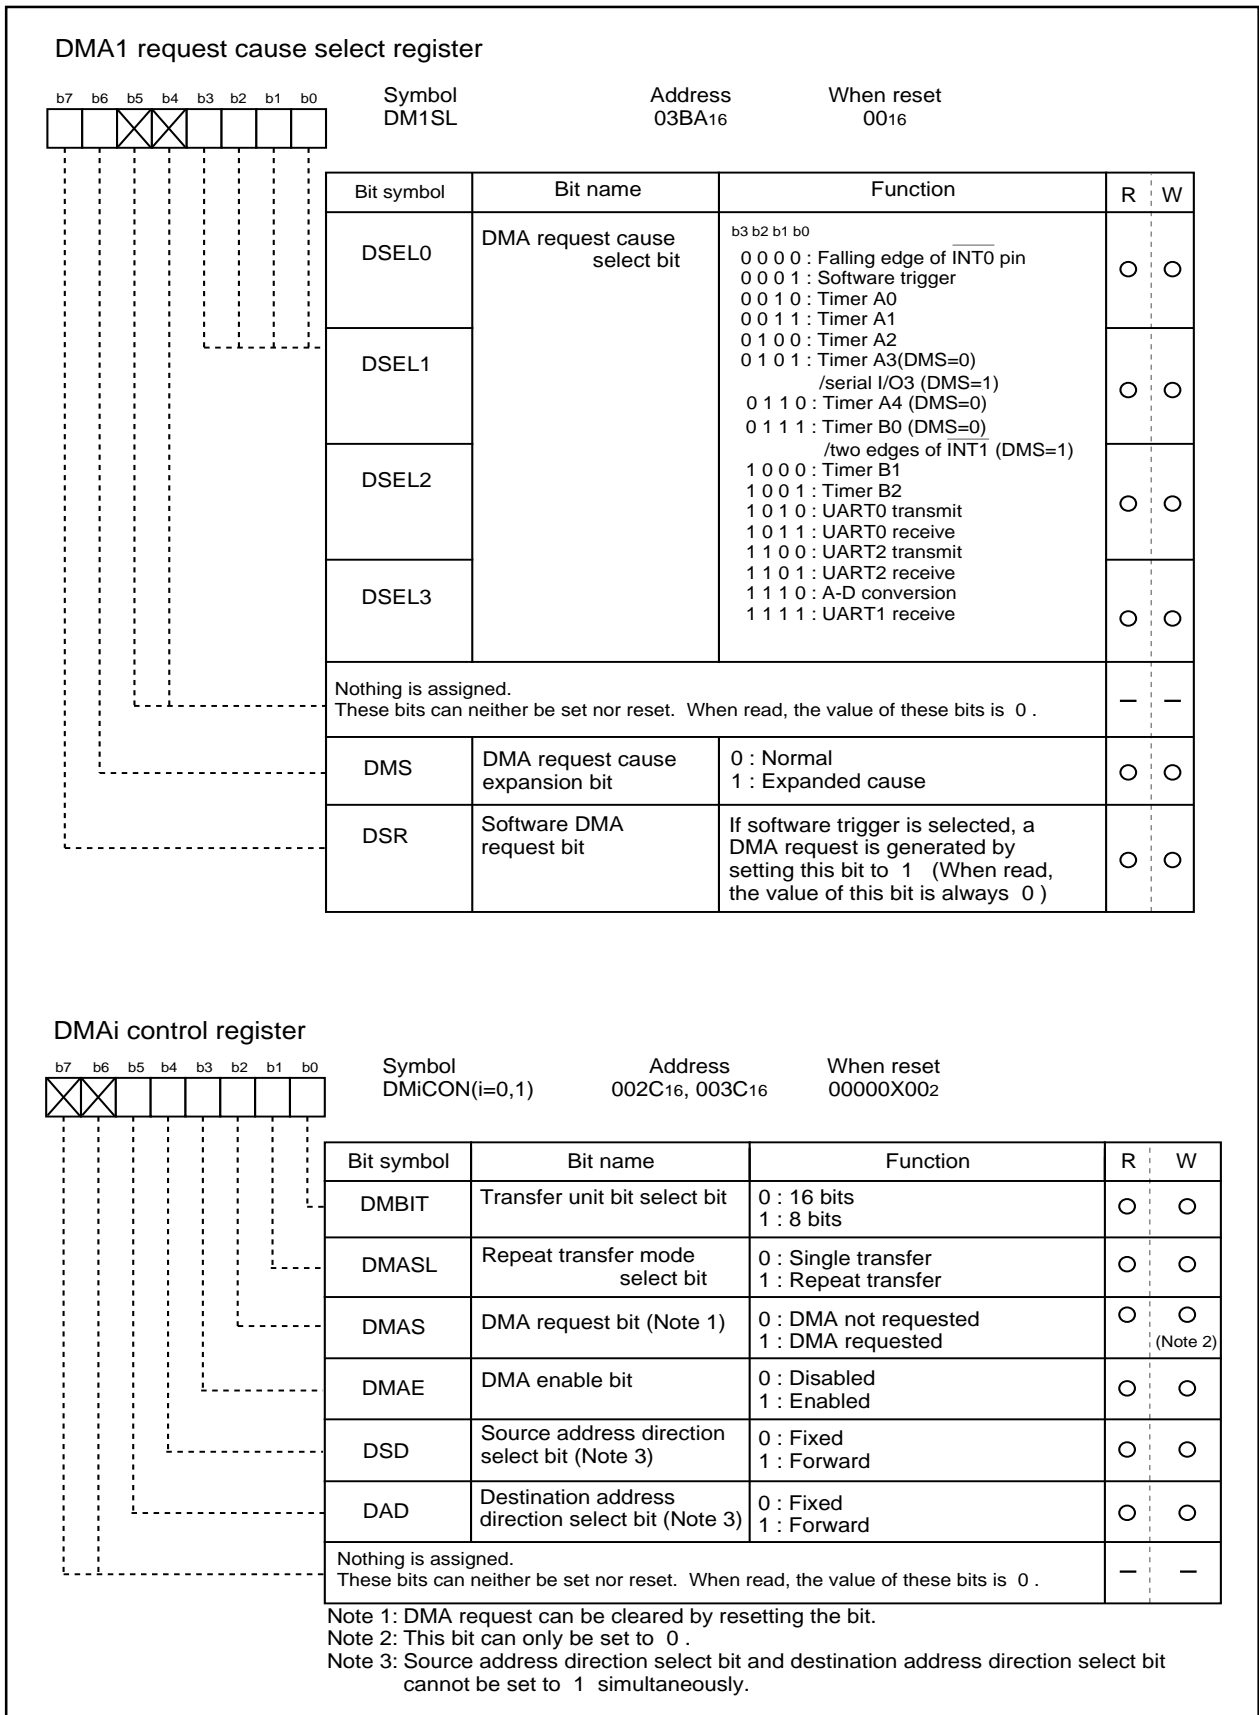 DMA1 request cause select register
b7 b6 b5 b4 b3 b2 b1 b0
Symbol Address When reset
DM1SL 03BA16 0016
Bit symbol Bit name Function R W
DSEL0
DMA request cause
select bit
b3 b2 b1 b0
0 0 0 0 : Falling edge of INT0 pin
0 0 0 1 : Software trigger
0 0 1 0 : Timer A0
0 0 1 1 : Timer A1
0 1 0 0 : Timer A2
0 1 0 1 : Timer A3(DMS=0)
/serial I/O3 (DMS=1)
0 1 1 0 : Timer A4 (DMS=0)
0 1 1 1 : Timer B0 (DMS=0)
/two edges of INT1 (DMS=1)
1 0 0 0 : Timer B1
1 0 0 1 : Timer B2
1 0 1 0 : UART0 transmit
1 0 1 1 : UART0 receive
1 1 0 0 : UART2 transmit
1 1 0 1 : UART2 receive
1 1 1 0 : A-D conversion
1 1 1 1 : UART1 receive
DSEL1
DSEL2
DSEL3
Nothing is assigned.
These bits can neither be set nor reset. When read, the value of these bits is 0 .
DMS
DMA request cause
expansion bit
0 : Normal
1 : Expanded cause
DSR
Software DMA
request bit
If software trigger is selected, a
DMA request is generated by
setting this bit to 1 (When read,
the value of this bit is always 0 )
DMAi control register
b7 b6 b5 b4 b3 b2 b1 b0
Symbol Address When reset
DMiCON(i=0,1) 002C16, 003C16 00000X002
Bit symbol Bit name Function R W
DMBIT
Transfer unit bit select bit
0 : 16 bits
1 : 8 bits
DMASL
Repeat transfer mode
select bit
0 : Single transfer
1 : Repeat transfer
DMAS
DMA request bit (Note 1)
0 : DMA not requested
1 : DMA requested
(Note 2)
DMAE
DMA enable bit
0 : Disabled
1 : Enabled
DSD
Source address direction
select bit (Note 3)
0 : Fixed
1 : Forward
DAD
Destination address
direction select bit (Note 3)
0 : Fixed
1 : Forward
Nothing is assigned.
These bits can neither be set nor reset. When read, the value of these bits is 0 .
Note 1: DMA request can be cleared by resetting the bit.
Note 2: This bit can only be set to 0 .
Note 3: Source address direction select bit and destination address direction select bit
cannot be set to 1 simultaneously.